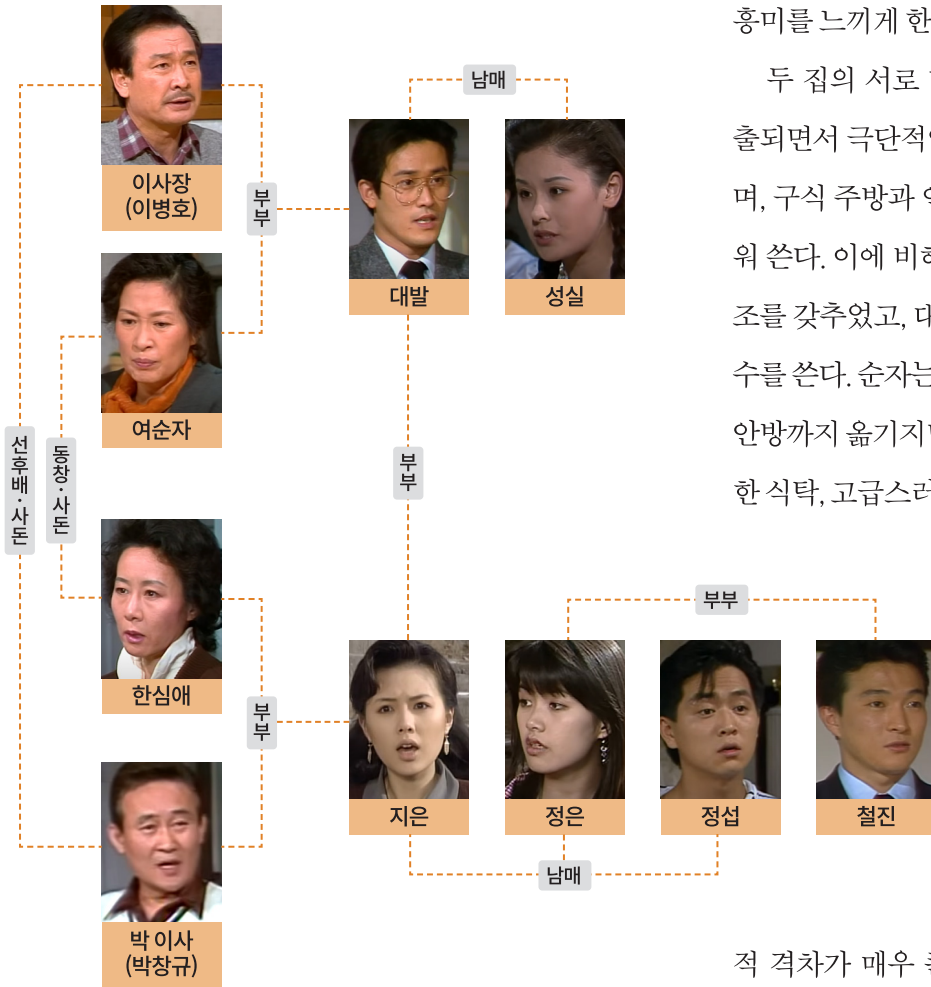 흥미를 느끼게 한
두 집의 서로
출되면서 극단적
며, 구식 주방과
워 쓴다. 이에 비
조를 갖추었고, 대
수를 쓴다. 순자는
안방까지 옮기지
한 식탁, 고급스러
이사장
(이병호)
부부
남매
대발
성실
여순자
선후배·사돈
동창·사돈
부부
한심애
부부
부부
지은
정은
정섭
철진
남매
박 이사
(박창규)
적 격차가 매우